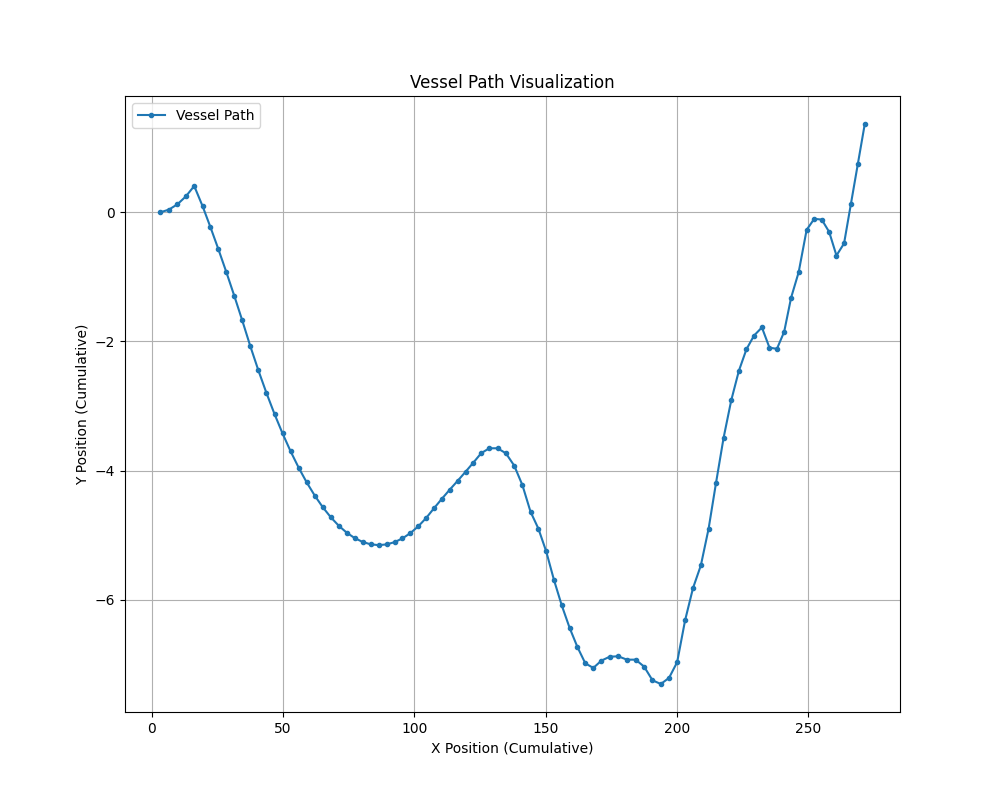 Vessel Path Visualization
Vessel Path
Y Position (Cumulative)
0
−2
−4
−6
0 50 100 150 200 250
X Position (Cumulative)